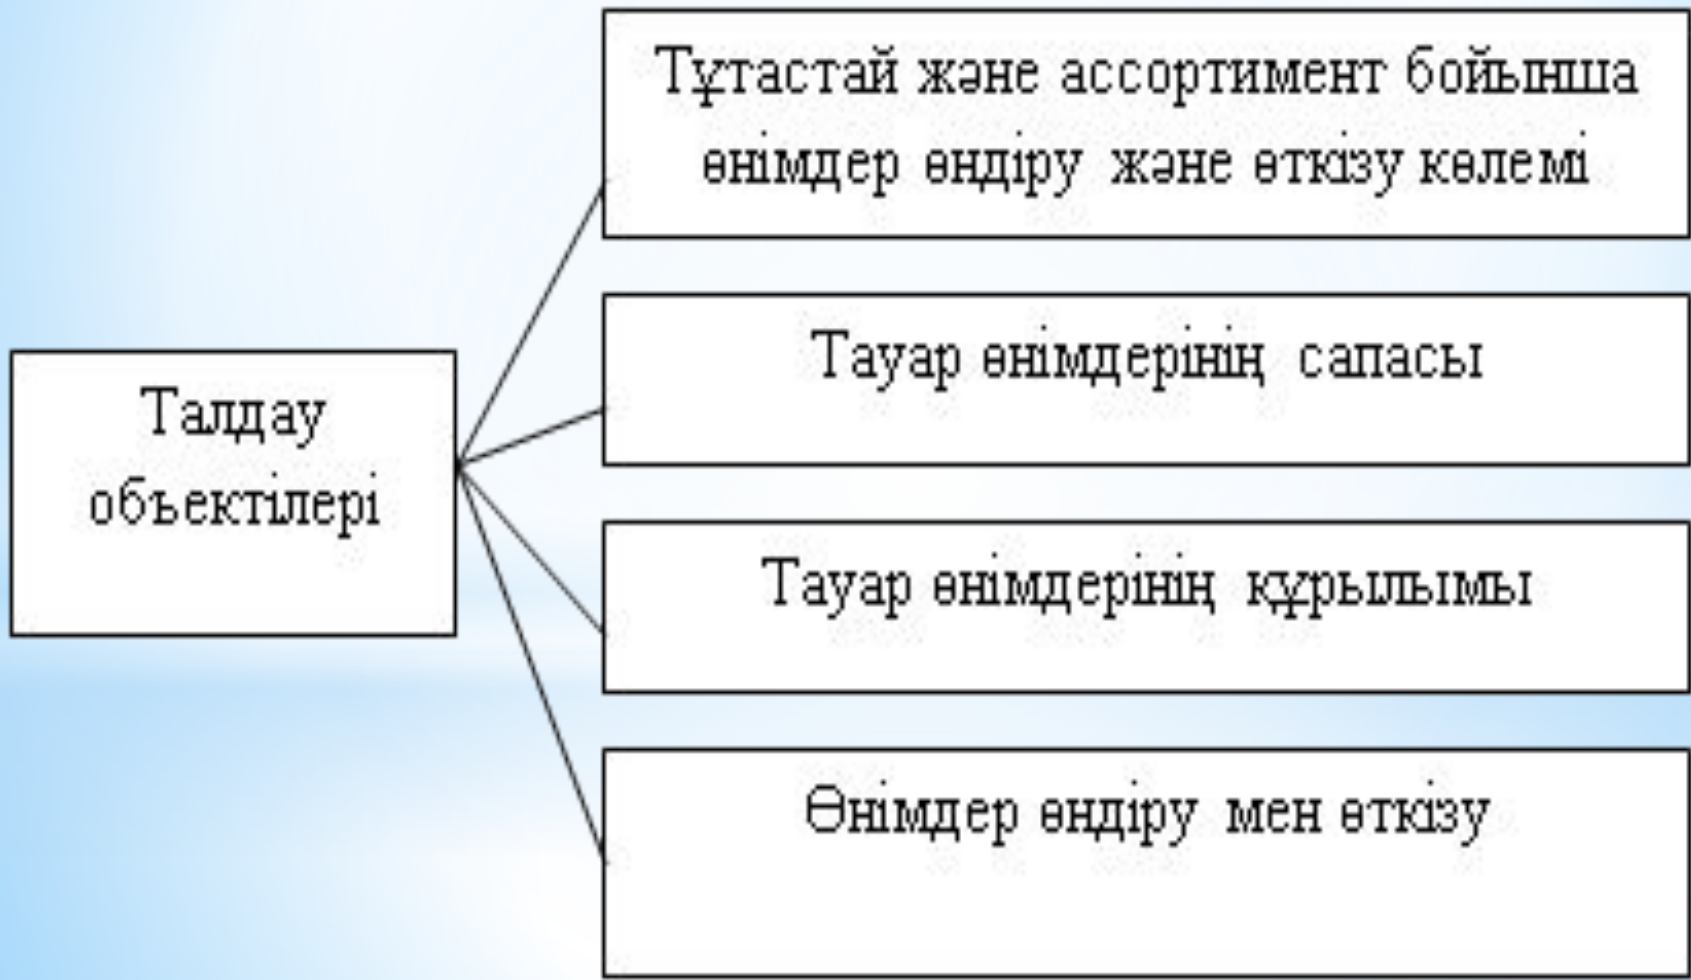 Талдау
объектілері
Тұтастай және ассортимент бойынша
өнімдер өндіру және өткізу көлемі
Тауар өнімдерінің сапасы
Тауар өнімдерінің құрылымы
Өнімдер өндіру мен өткізу